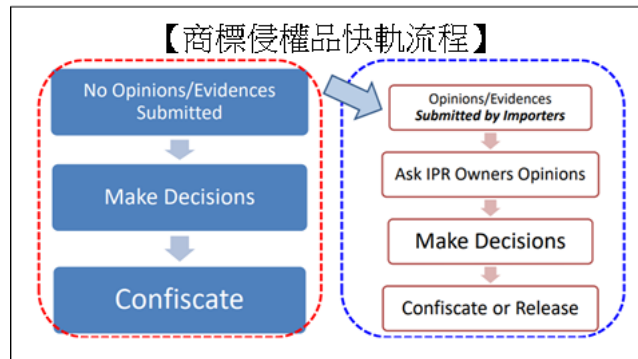 【商標侵權品快軌流程】
No Opinions/Evidences
Submitted
Make Decisions
Confiscate
Opinions/Evidences
Submitted by Importers
Ask IPR Owners Opinions
Make Decisions
Confiscate or Release